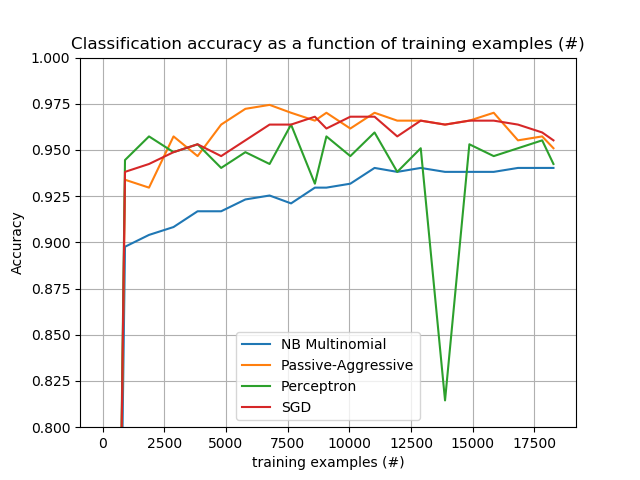 Classification accuracy as a function of training examples (#)
1.000
0.975
0.950
0.925
0.900
0.875
0.850
0.825
0.800
Accuracy
NB Multinomial
Passive-Aggressive
Perceptron
SGD
0 2500 5000 7500 10000 12500 15000 17500
training examples (#)